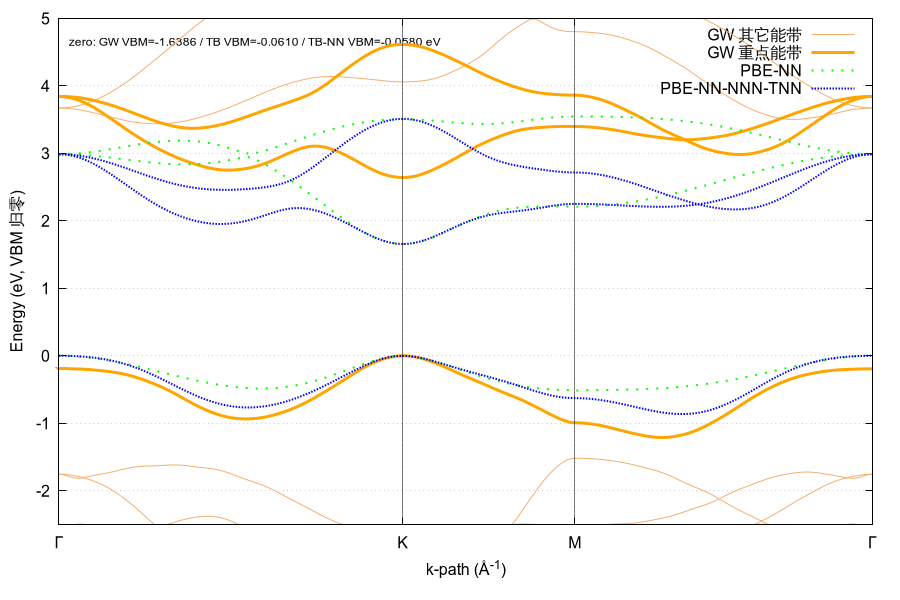 5
zero: GW VBM=-1.6386 / TB VBM=-0.0610 / TB-NN VBM=-0.0580 eV
GW 其它能带
GW 重点能带
PBE-NN
PBE-NN-NNN-TNN
4
3
2
1
0
-1
-2
Energy (eV, VBM 归零)
Γ K M Γ
k-path (Å-1)